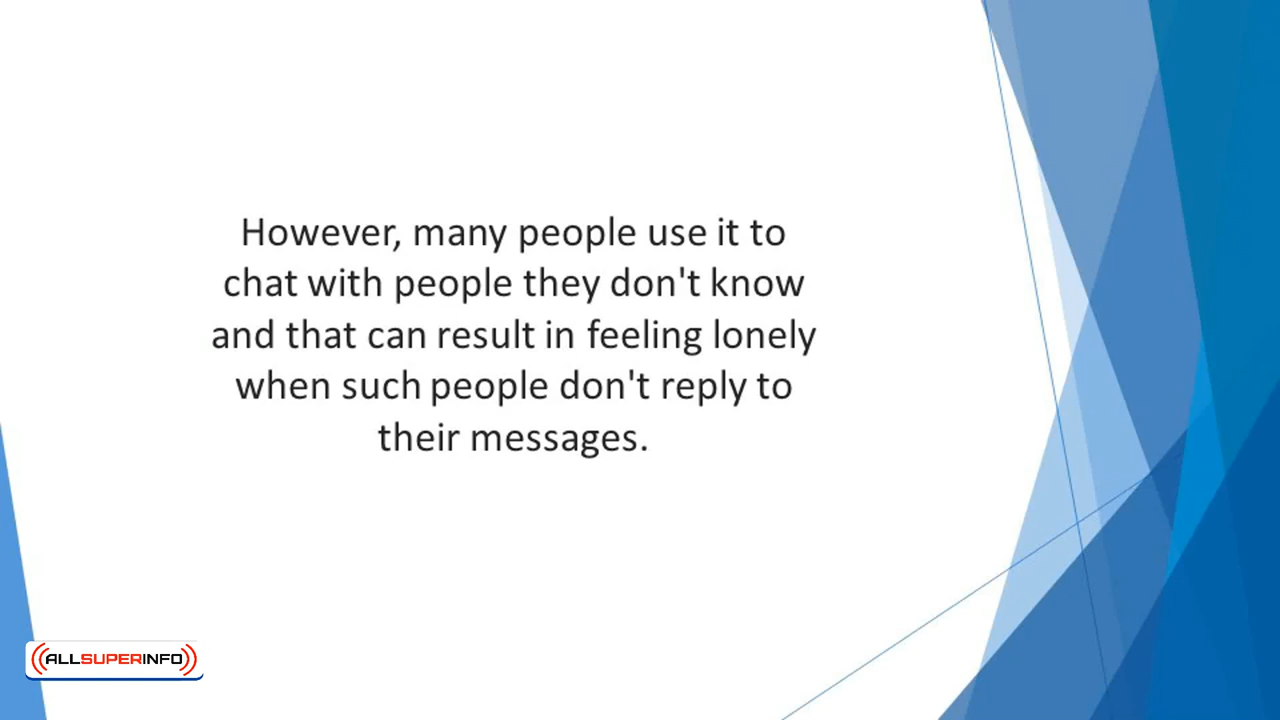 However, many people use it to
chat with people they don't know
and that can result in feeling lonely
when such people don't reply to
their messages.
ALLSUPERINFO